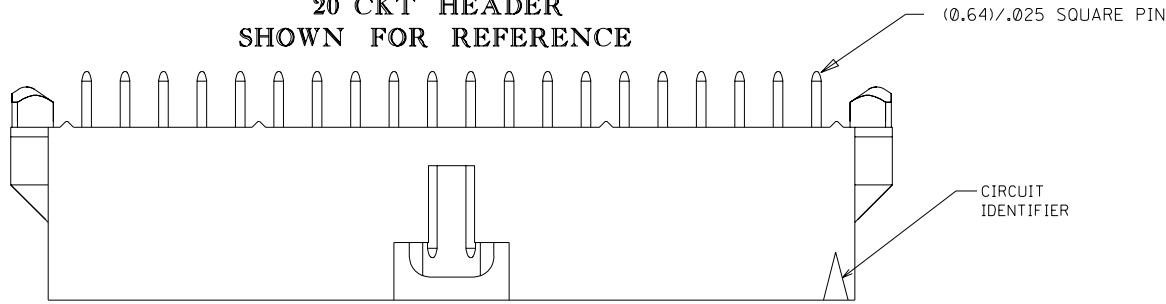 20 CKT HEADER
SHOWN FOR REFERENCE
(0.64)/.025 SQUARE PIN
CIRCUIT
IDENTIFIER